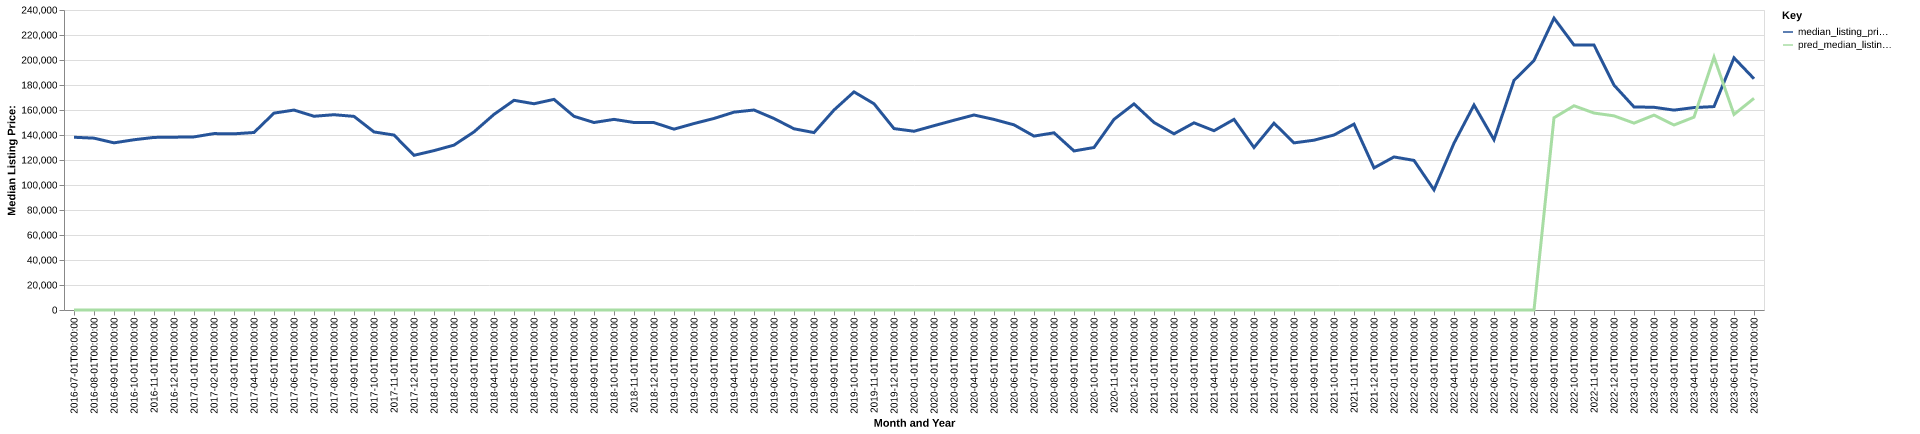 240,000
220,000
200,000
180,000
160,000
140,000
120,000
100,000
80,000
60,000
40,000
20,000
0
Median Listing Price:
2016-07-01T00:00:00
2016-08-01T00:00:00
2016-09-01T00:00:00
2016-10-01T00:00:00
2016-11-01T00:00:00
2016-12-01T00:00:00
2017-01-01T00:00:00
2017-02-01T00:00:00
2017-03-01T00:00:00
2017-04-01T00:00:00
2017-05-01T00:00:00
2017-06-01T00:00:00
2017-07-01T00:00:00
2017-08-01T00:00:00
2017-09-01T00:00:00
2017-10-01T00:00:00
2017-11-01T00:00:00
2017-12-01T00:00:00
2018-01-01T00:00:00
2018-02-01T00:00:00
2018-03-01T00:00:00
2018-04-01T00:00:00
2018-05-01T00:00:00
2018-06-01T00:00:00
2018-07-01T00:00:00
2018-08-01T00:00:00
2018-09-01T00:00:00
2018-10-01T00:00:00
2018-11-01T00:00:00
2018-12-01T00:00:00
2019-01-01T00:00:00
2019-02-01T00:00:00
2019-03-01T00:00:00
2019-04-01T00:00:00
2019-05-01T00:00:00
2019-06-01T00:00:00
2019-07-01T00:00:00
2019-08-01T00:00:00
2019-09-01T00:00:00
2019-10-01T00:00:00
2019-11-01T00:00:00
2019-12-01T00:00:00
2020-01-01T00:00:00
2020-02-01T00:00:00
2020-03-01T00:00:00
2020-04-01T00:00:00
2020-05-01T00:00:00
2020-06-01T00:00:00
2020-07-01T00:00:00
2020-08-01T00:00:00
2020-09-01T00:00:00
2020-10-01T00:00:00
2020-11-01T00:00:00
2020-12-01T00:00:00
2021-01-01T00:00:00
2021-02-01T00:00:00
2021-03-01T00:00:00
2021-04-01T00:00:00
2021-05-01T00:00:00
2021-06-01T00:00:00
2021-07-01T00:00:00
2021-08-01T00:00:00
2021-09-01T00:00:00
2021-10-01T00:00:00
2021-11-01T00:00:00
2021-12-01T00:00:00
2022-01-01T00:00:00
2022-02-01T00:00:00
2022-03-01T00:00:00
2022-04-01T00:00:00
2022-05-01T00:00:00
2022-06-01T00:00:00
2022-07-01T00:00:00
2022-08-01T00:00:00
2022-09-01T00:00:00
2022-10-01T00:00:00
2022-11-01T00:00:00
2022-12-01T00:00:00
2023-01-01T00:00:00
2023-02-01T00:00:00
2023-03-01T00:00:00
2023-04-01T00:00:00
2023-05-01T00:00:00
2023-06-01T00:00:00
2023-07-01T00:00:00
Month and Year
Key
median_listing_pri…
pred_median_listin…